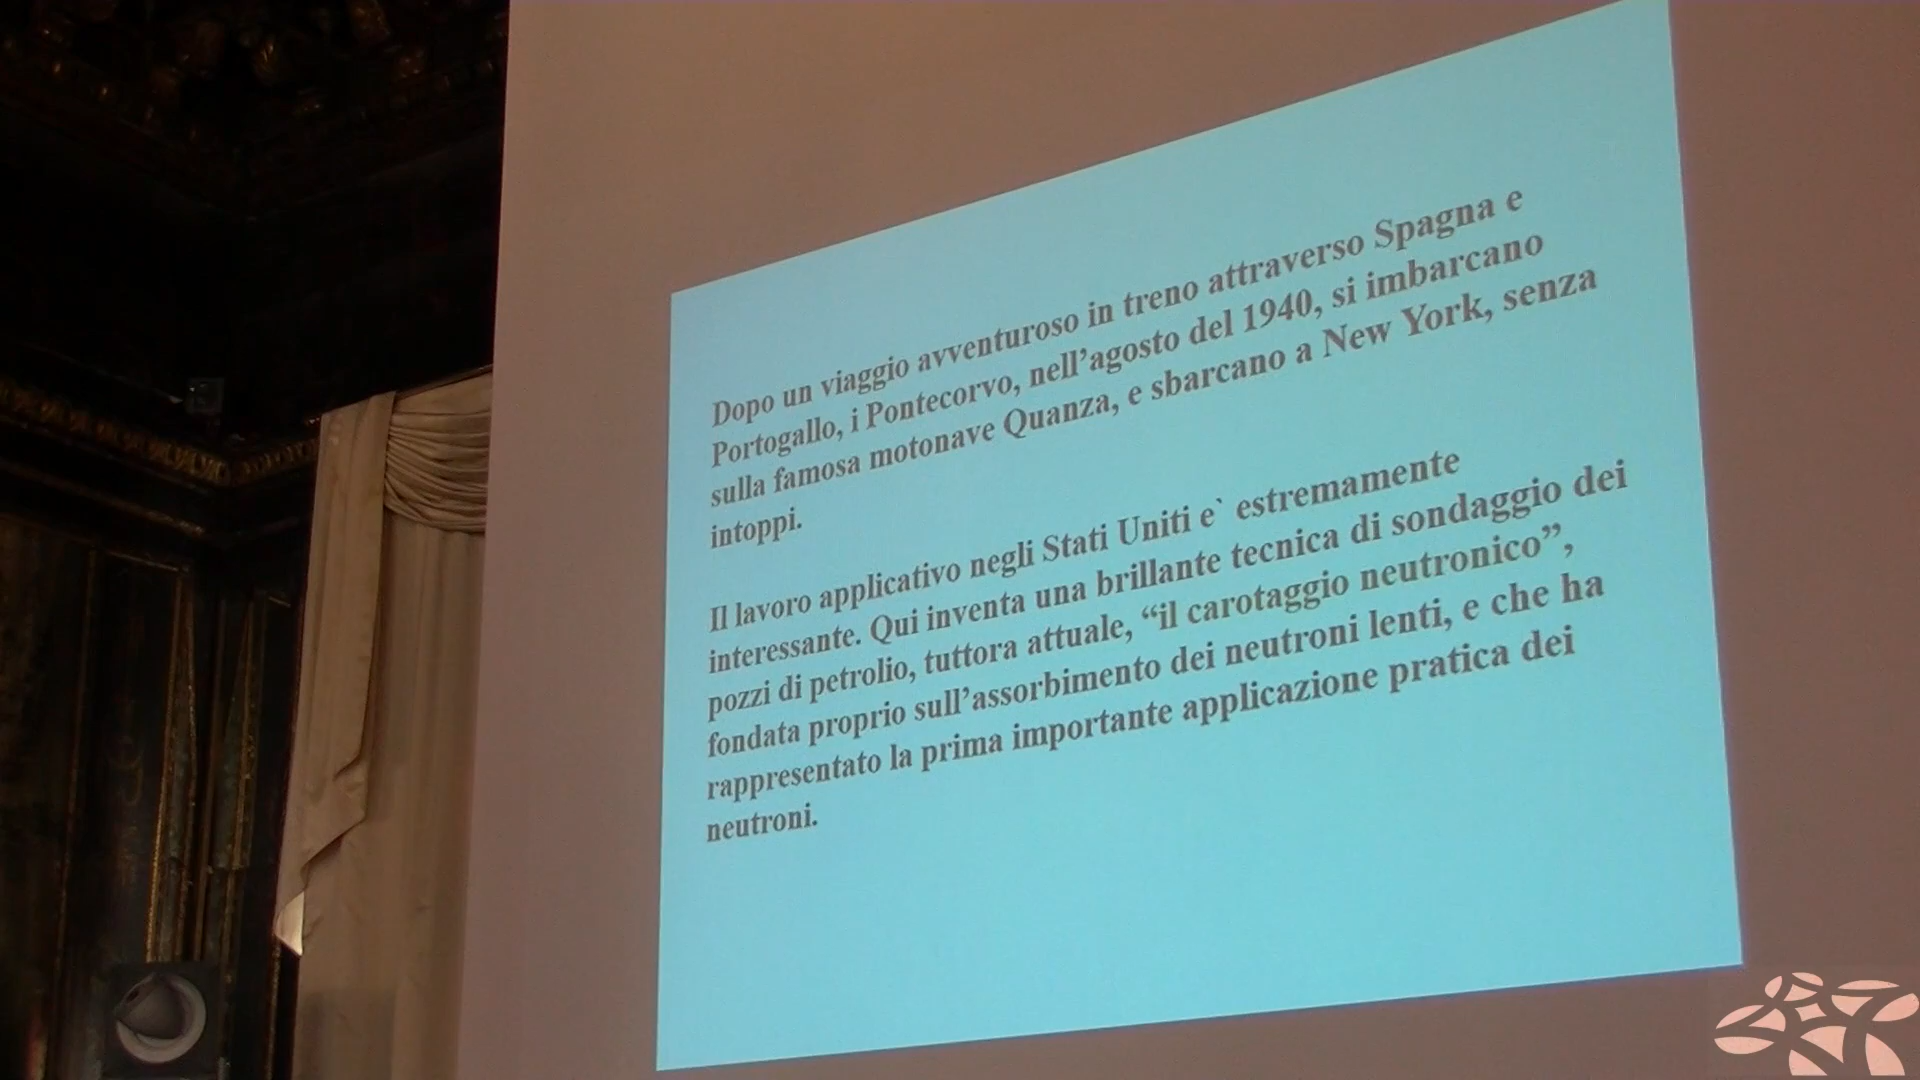 Dopo un viaggio avventuroso in treno attraverso Spagna e
Portogallo, i Pontecorvo, nell’agosto del 1940, si imbarcano
sulla famosa motonave Quanza, e sbarcano a New York, senza
intoppi.
Il lavoro applicativo negli Stati Uniti e` estremamente
interessante. Qui inventa una brillante tecnica di sondaggio dei
pozzi di petrolio, tuttora attuale, “il carotaggio neutronico”,
fondata proprio sull’assorbimento dei neutroni lenti, e che ha
rappresentato la prima importante applicazione pratica dei
neutroni.